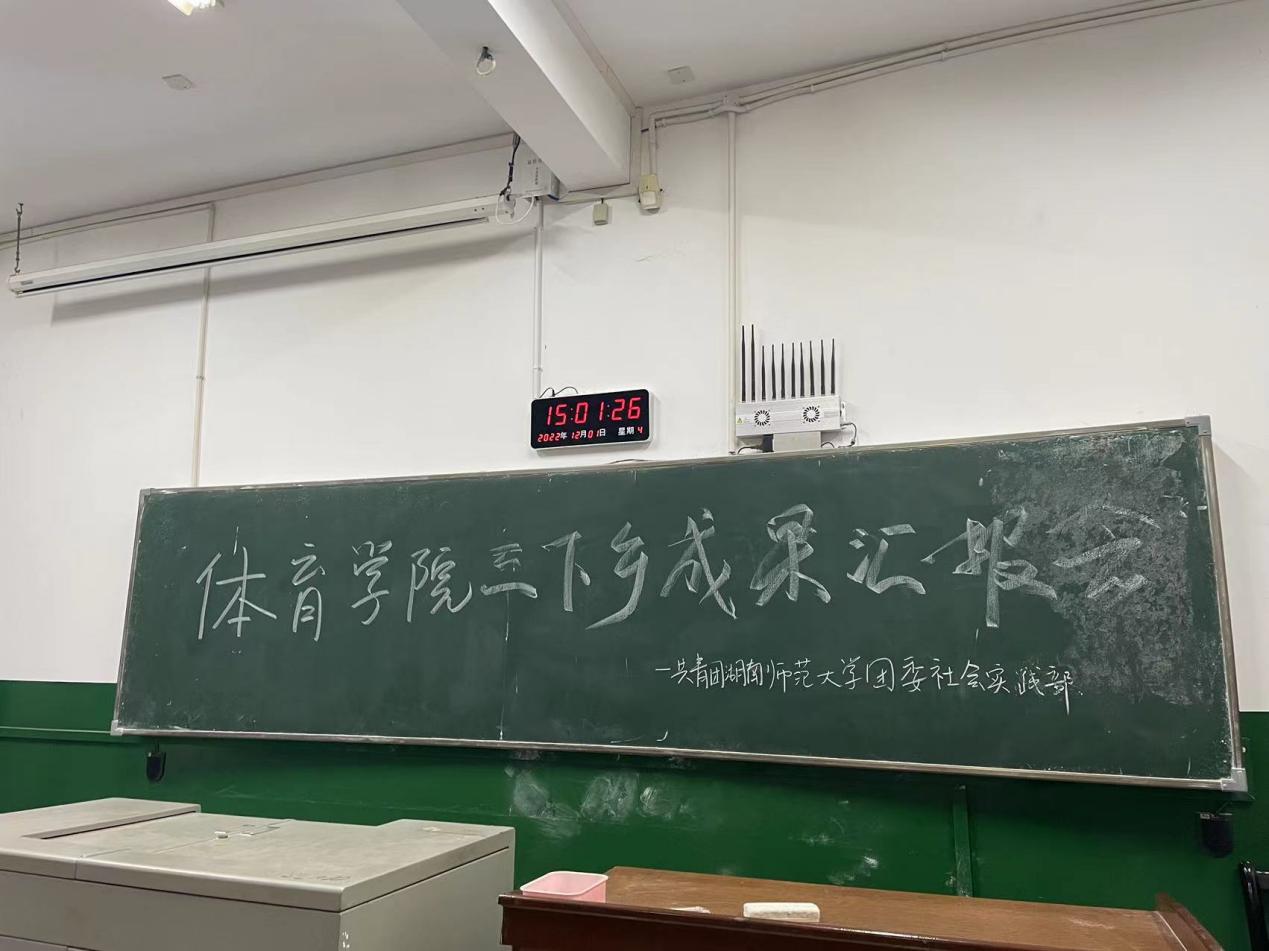 15:01:26
2022年 12月 01日 星期 4
体育学院三下乡成果汇报会
一共青团湖南师范大学团委社会实践部